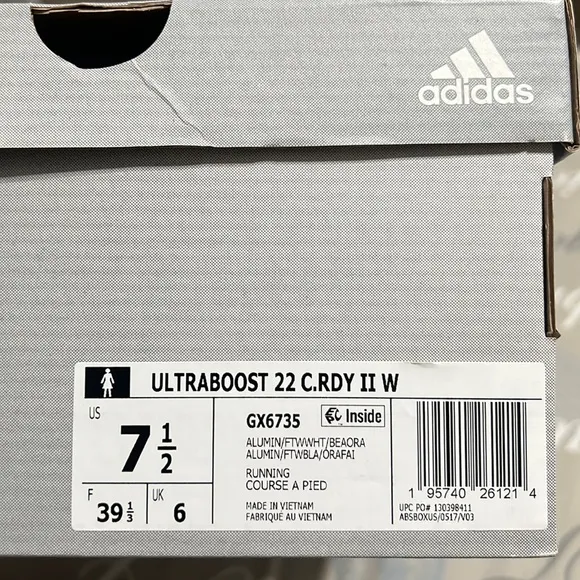 adidas
ULTRABOOST 22 C.RDY II W
US
7 1/2
F
39 1/3
UK
6
GX6735
Inside
ALUMIN/FTWWHT/BEAORA
ALUMIN/FTWBLA/ORAFAI
RUNNING
COURSE A PIED
MADE IN VIETNAM
FABRIQUÉ AU VIETNAM
1 95740 26121 4
UPC PO# 130398411
ABSBOXUS/0517/V03